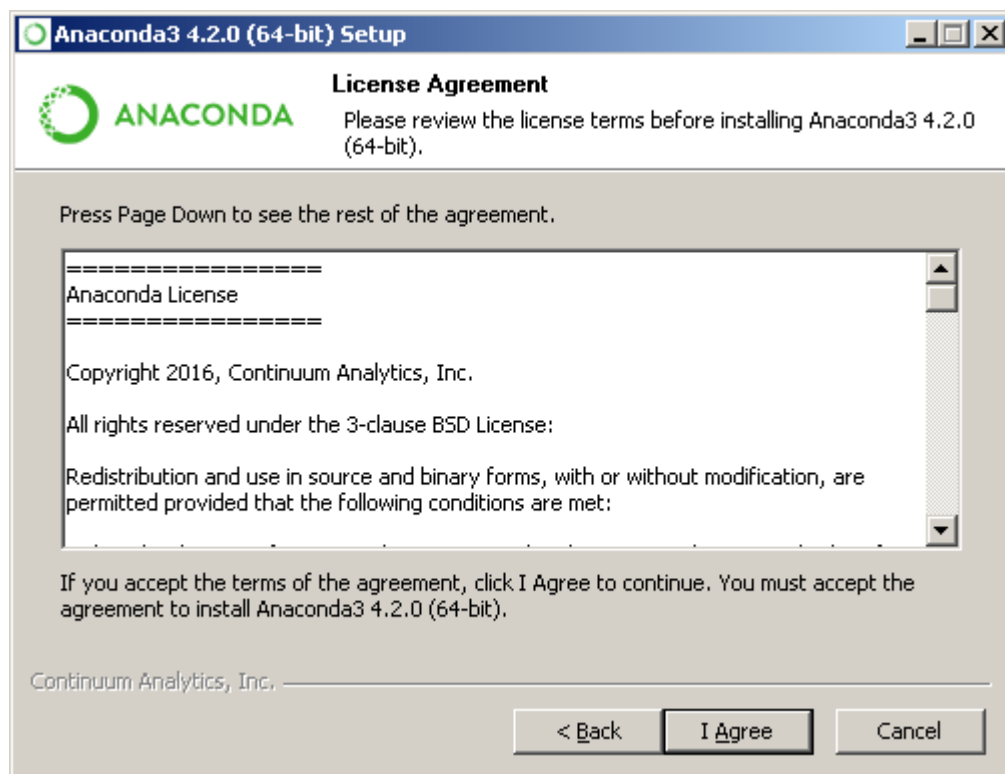 Anaconda3 4.2.0 (64-bit) Setup
License Agreement
ANACONDA
Please review the license terms before installing Anaconda3 4.2.0
(64-bit).
Press Page Down to see the rest of the agreement.
================
Anaconda License
================
Copyright 2016, Continuum Analytics, Inc.
All rights reserved under the 3-clause BSD License:
Redistribution and use in source and binary forms, with or without modification, are
permitted provided that the following conditions are met:
If you accept the terms of the agreement, click I Agree to continue. You must accept the
agreement to install Anaconda3 4.2.0 (64-bit).
Continuum Analytics, Inc.
< Back
I Agree
Cancel